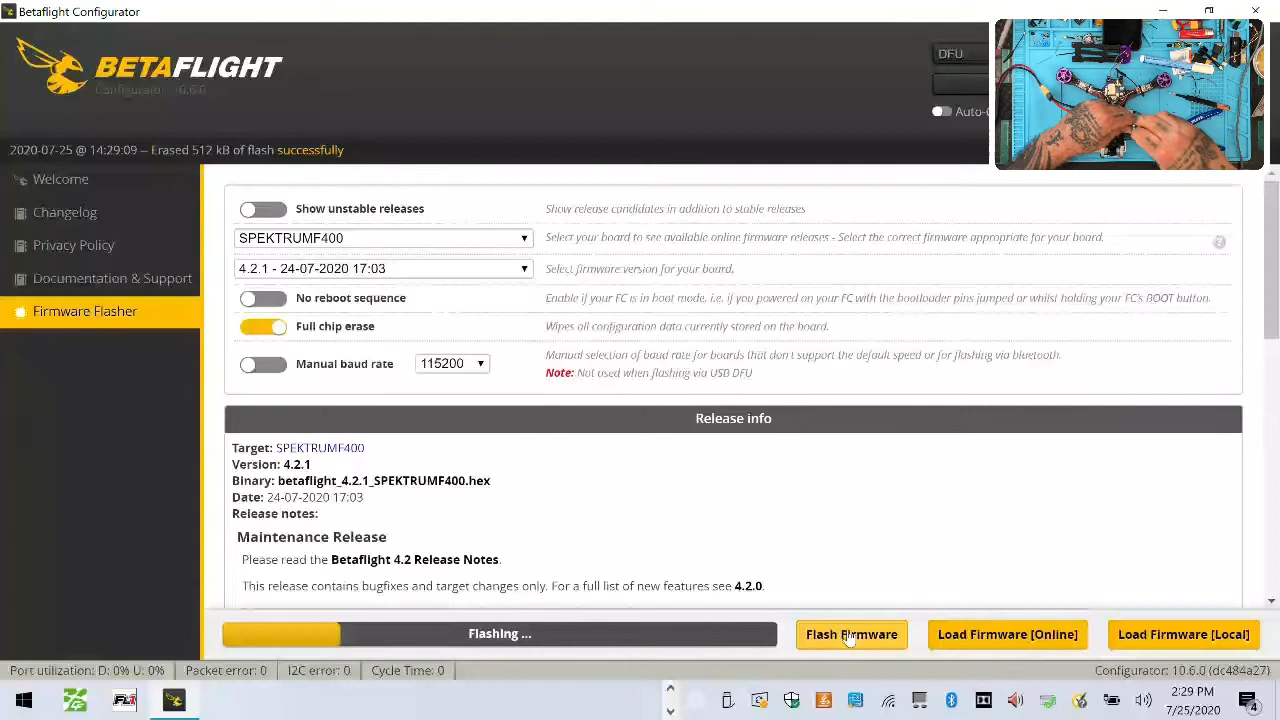 Betaflight Configurator
BETAFLIGHT
Configurator 10.6.0
DFU
Auto-C
2020-07-25 @ 14:29:09 -- Erased 512 kB of flash successfully
Welcome
Changelog
Privacy Policy
Documentation & Support
Firmware Flasher
Show unstable releases
Show release candidates in addition to stable releases
SPEKTRUMF400
Select your board to see available online firmware releases - Select the correct firmware appropriate for your board.
4.2.1 - 24-07-2020 17:03
Select firmware version for your board.
No reboot sequence
Enable if your FC is in boot mode, i.e. if you powered on your FC with the bootloader pins jumped or whilst holding your FC's BOOT button.
Full chip erase
Wipes all configuration data currently stored on the board.
Manual baud rate
115200
Manual selection of baud rate for boards that don't support the default speed or for flashing via bluetooth.
Note: Not used when flashing via USB DFU
Release info
Target: SPEKTRUMF400
Version: 4.2.1
Binary: betaflight_4.2.1_SPEKTRUMF400.hex
Date: 24-07-2020 17:03
Release notes:
Maintenance Release
Please read the Betaflight 4.2 Release Notes.
This release contains bugfixes and target changes only. For a full list of new features see 4.2.0.
Flashing ...
Flash Firmware
Load Firmware [Online]
Load Firmware [Local]
Port utilization: D: 0% U: 0%
Packet error: 0
I2C error: 0
Cycle Time: 0
Configurator: 10.6.0 (dc484a27)
2:29 PM
7/25/2020
4